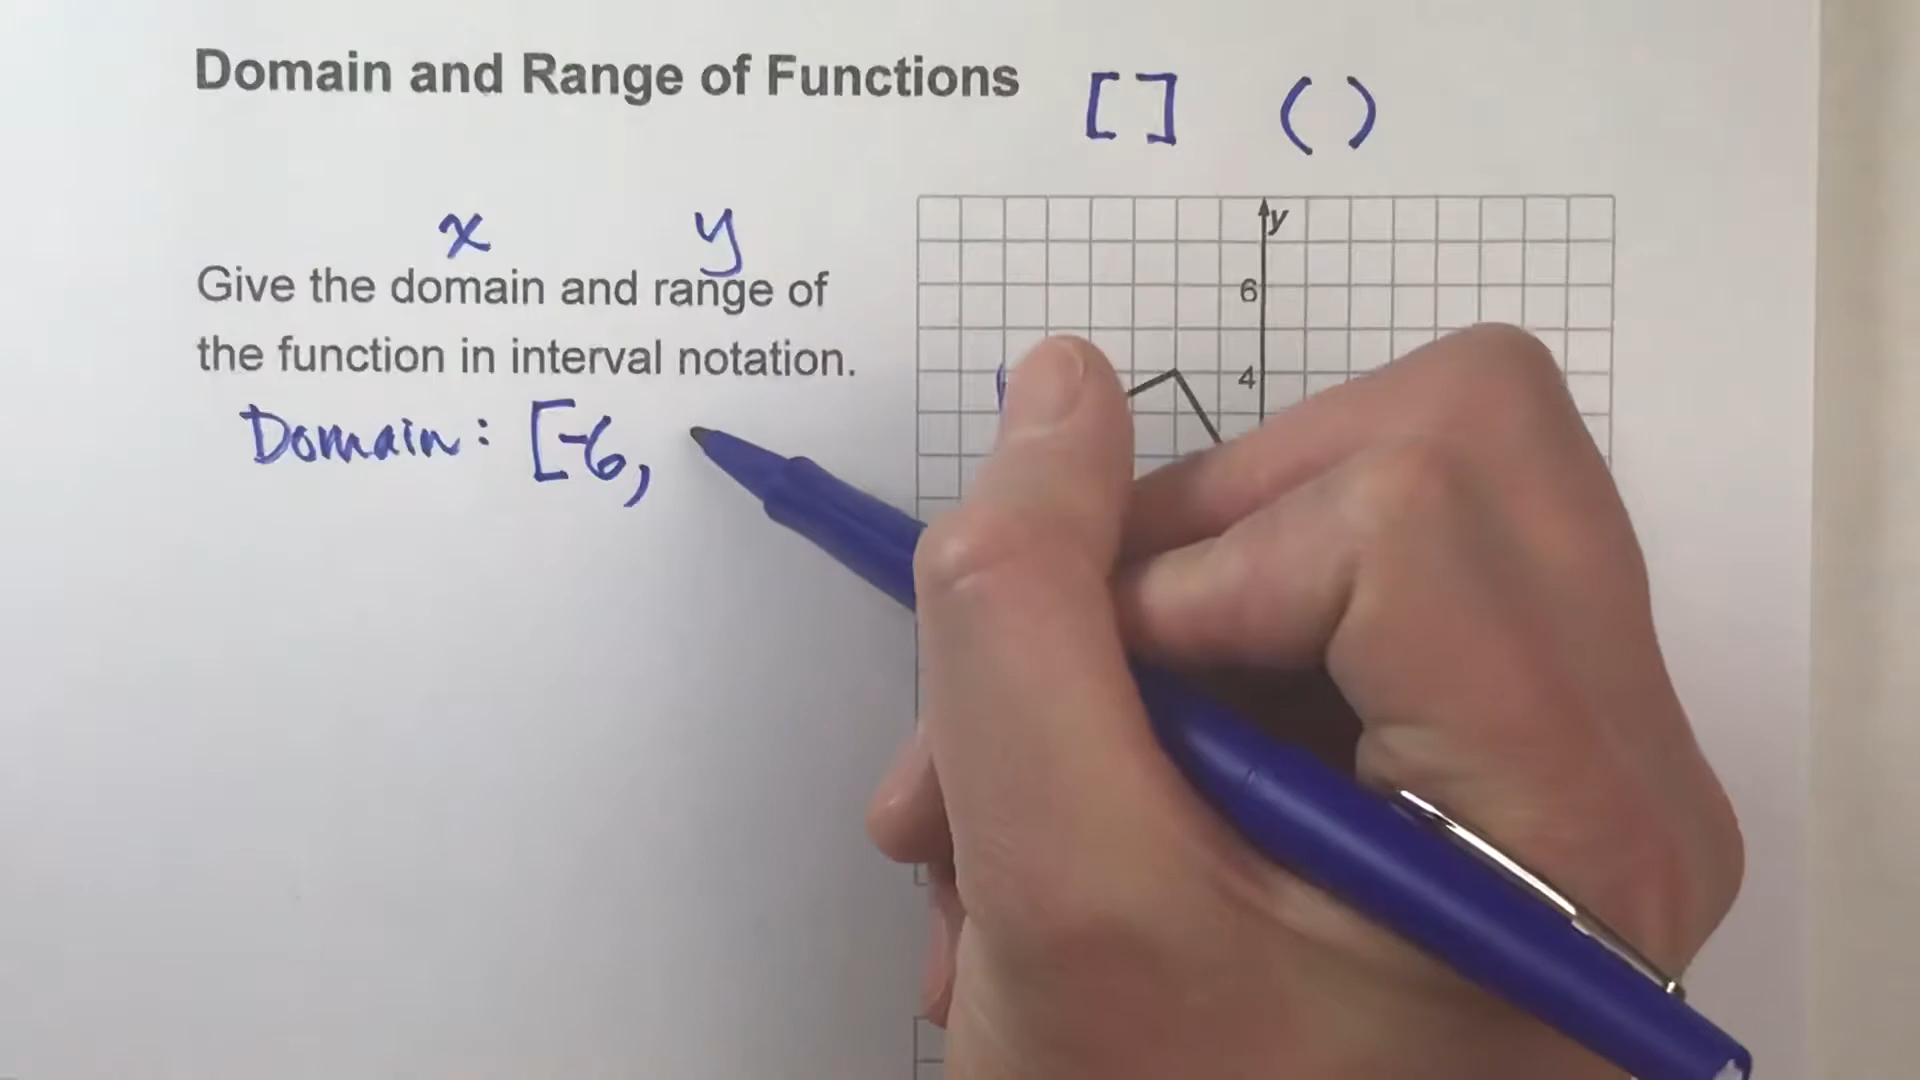 Domain and Range of Functions [ ] ( )
x y
Give the domain and range of
the function in interval notation.
Domain: [-6,
y
6
4